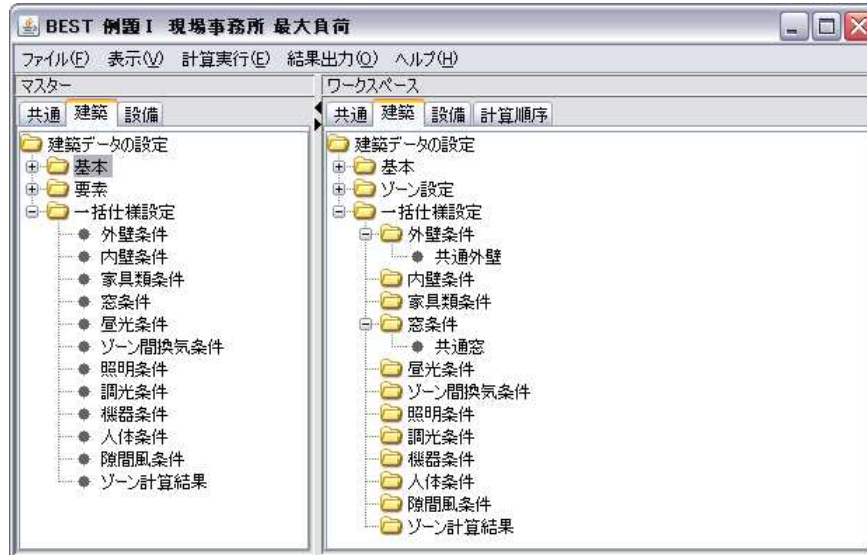 BEST 例題Ⅰ 現場事務所 最大負荷
ファイル(F) 表示(V) 計算実行(E) 結果出力(O) ヘルプ(H)
マスター
共通 建築 設備
建築データの設定
基本
要素
一括仕様設定
外壁条件
内壁条件
家具類条件
窓条件
昼光条件
ゾーン間換気条件
照明条件
調光条件
機器条件
人体条件
隙間風条件
ゾーン計算結果
ワークスペース
共通 建築 設備 計算順序
建築データの設定
基本
ゾーン設定
一括仕様設定
外壁条件
共通外壁
内壁条件
家具類条件
窓条件
共通窓
昼光条件
ゾーン間換気条件
照明条件
調光条件
機器条件
人体条件
隙間風条件
ゾーン計算結果